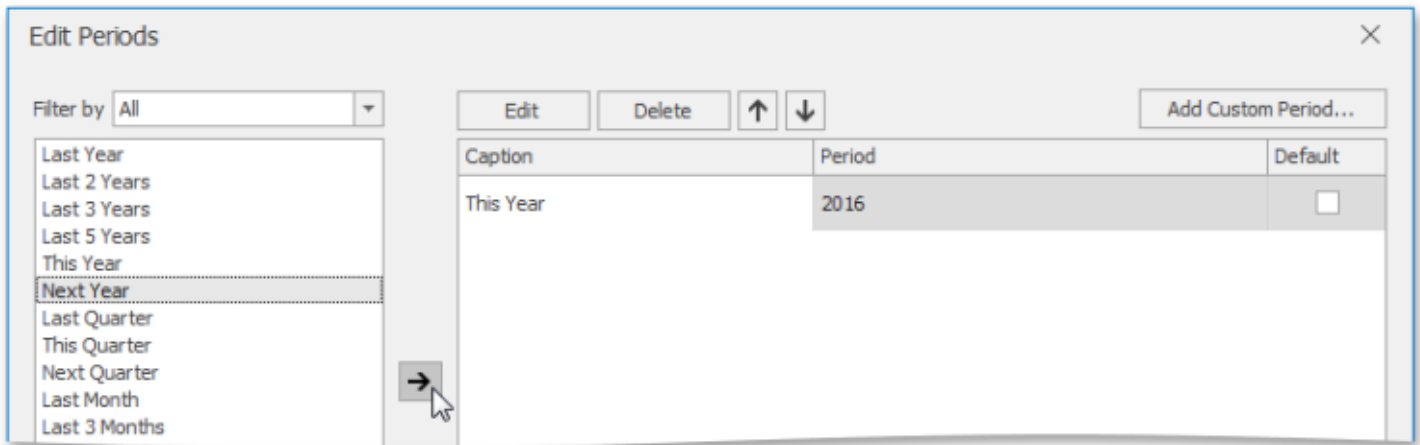 Edit Periods
Filter by All
Edit Delete Add Custom Period...
Last Year
Last 2 Years
Last 3 Years
Last 5 Years
This Year
Next Year
Last Quarter
This Quarter
Next Quarter
Last Month
Last 3 Months
Caption Period Default
This Year 2016